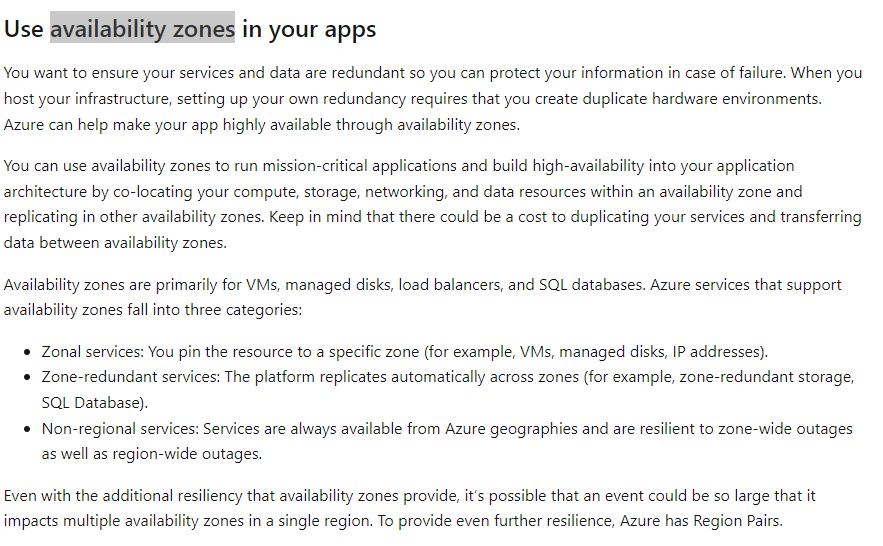 Use availability zones in your apps
You want to ensure your services and data are redundant so you can protect your information in case of failure. When you
host your infrastructure, setting up your own redundancy requires that you create duplicate hardware environments.
Azure can help make your app highly available through availability zones.
You can use availability zones to run mission-critical applications and build high-availability into your application
architecture by co-locating your compute, storage, networking, and data resources within an availability zone and
replicating in other availability zones. Keep in mind that there could be a cost to duplicating your services and transferring
data between availability zones.
Availability zones are primarily for VMs, managed disks, load balancers, and SQL databases. Azure services that support
availability zones fall into three categories:
• Zonal services: You pin the resource to a specific zone (for example, VMs, managed disks, IP addresses).
• Zone-redundant services: The platform replicates automatically across zones (for example, zone-redundant storage,
SQL Database).
• Non-regional services: Services are always available from Azure geographies and are resilient to zone-wide outages
as well as region-wide outages.
Even with the additional resiliency that availability zones provide, it’s possible that an event could be so large that it
impacts multiple availability zones in a single region. To provide even further resilience, Azure has Region Pairs.